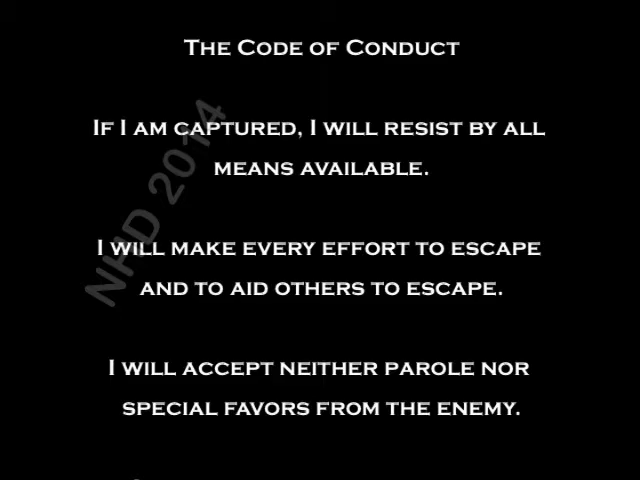 The Code of Conduct
If I am captured, I will resist by all
means available.
I will make every effort to escape
and to aid others to escape.
I will accept neither parole nor
special favors from the enemy.
NHD 2014